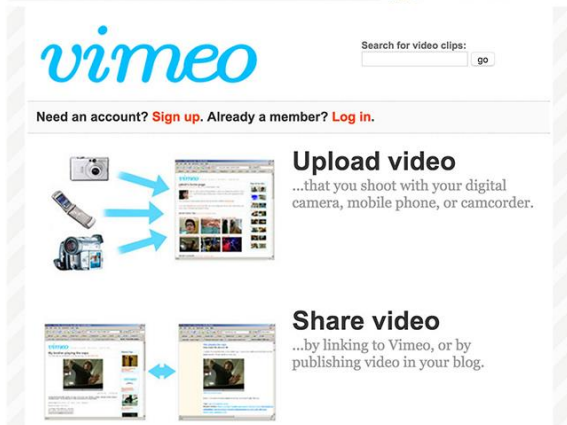 vimeo
Search for video clips:
go
Need an account? Sign up. Already a member? Log in.
Upload video
...that you shoot with your digital
camera, mobile phone, or camcorder.
vimeo
Share video
...by linking to Vimeo, or by
publishing video in your blog.
vimeo